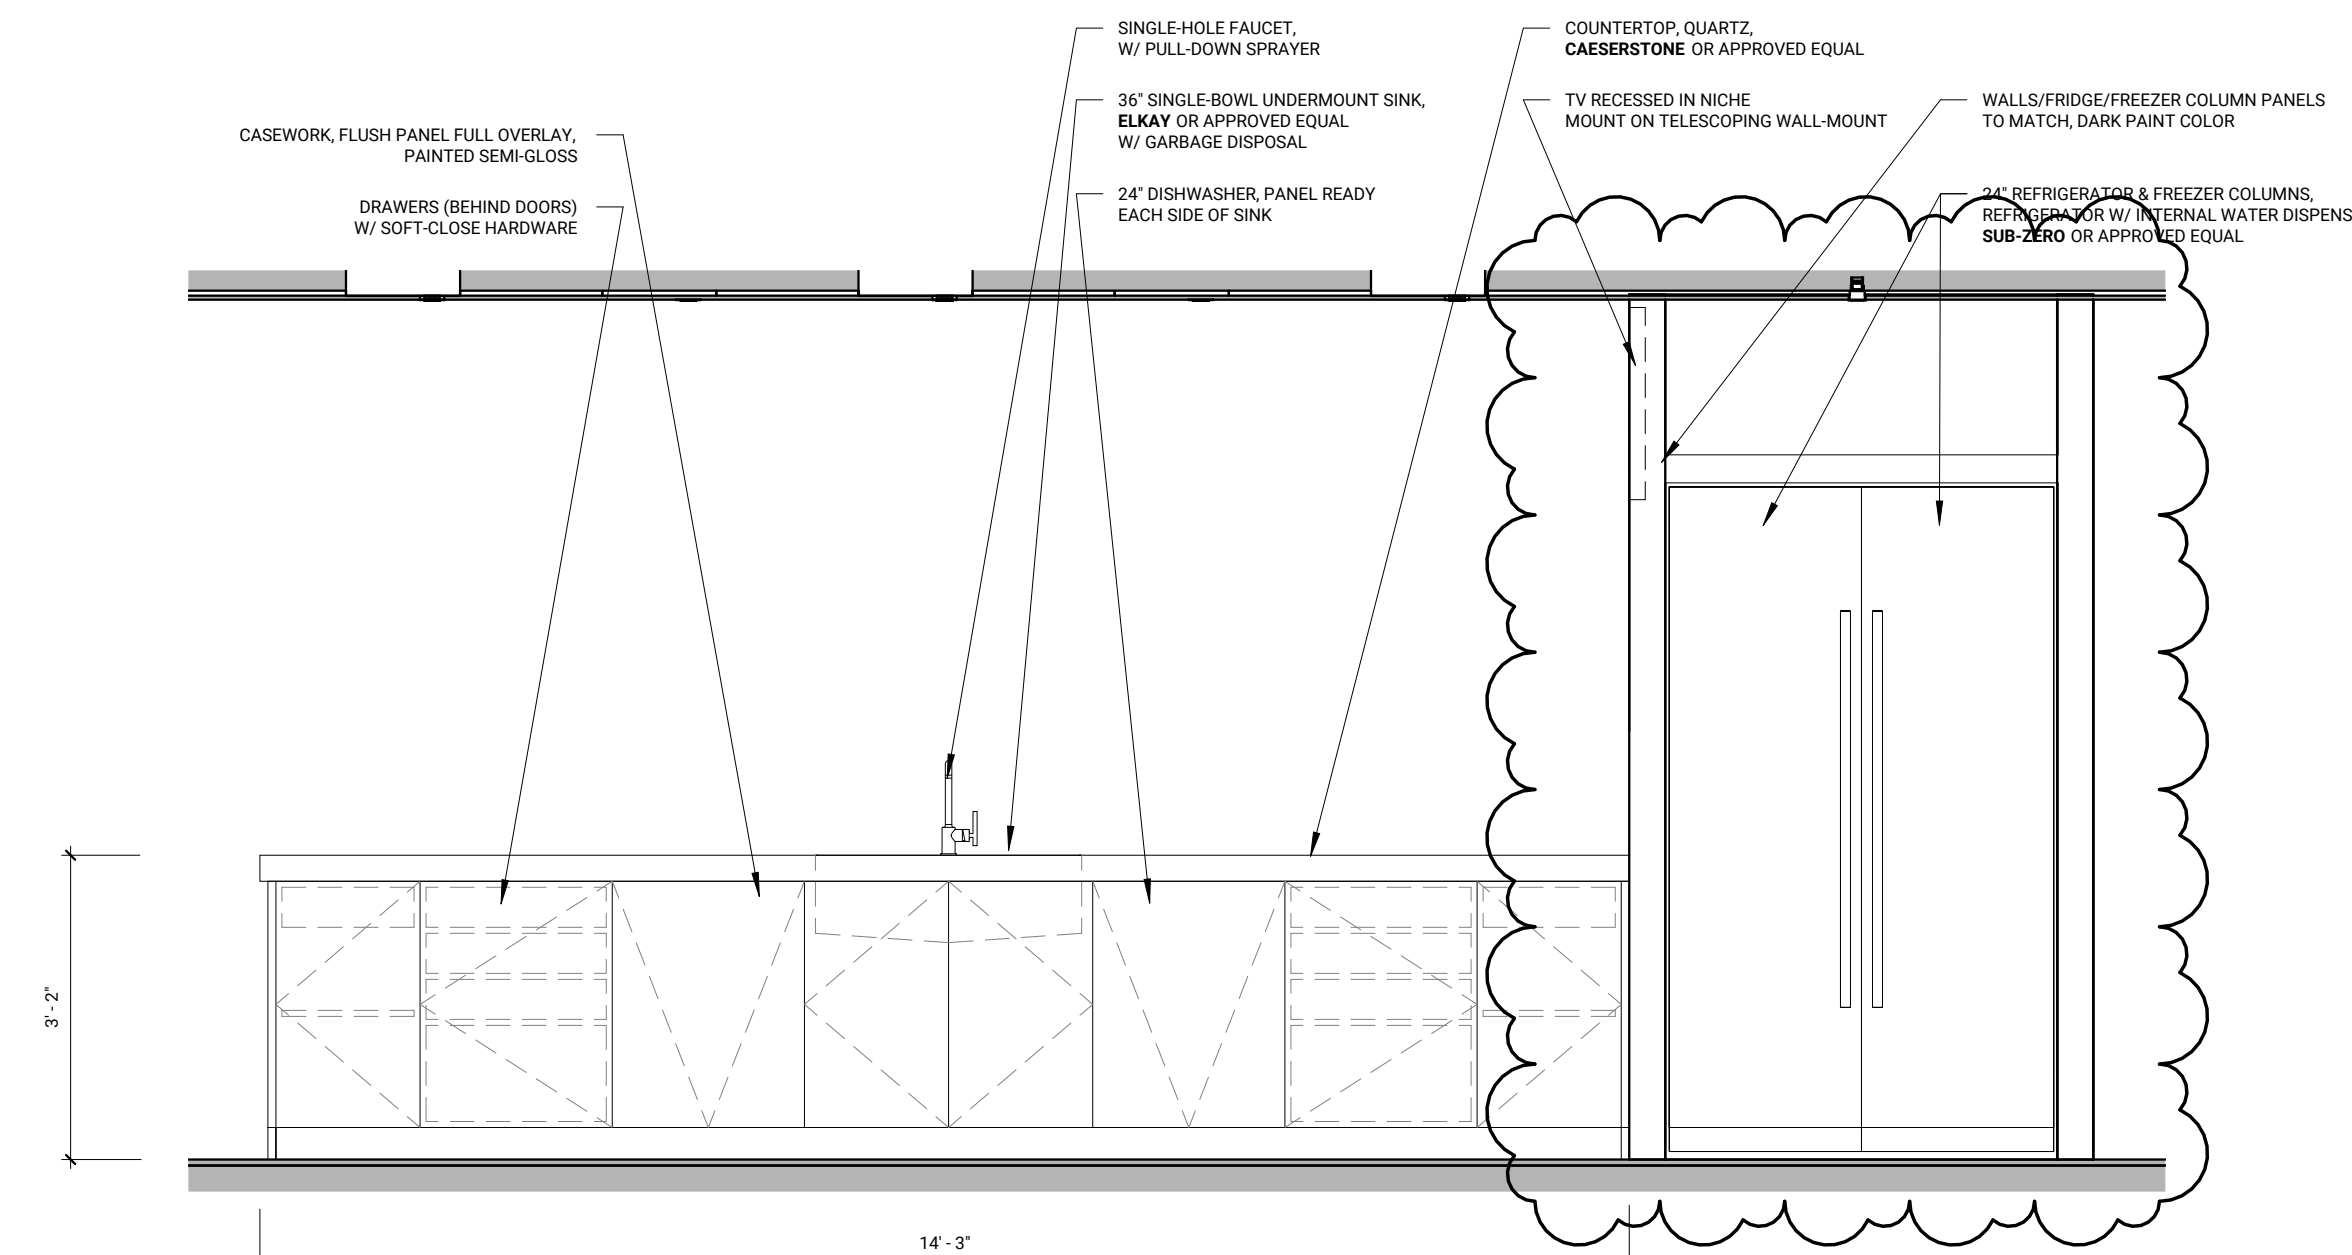 SINGLE-HOLE FAUCET,
W/ PULL-DOWN SPRAYER
COUNTERTOP, QUARTZ,
CAESERSTONE OR APPROVED EQUAL
36" SINGLE-BOWL UNDERMOUNT SINK,
ELKAY OR APPROVED EQUAL
W/ GARBAGE DISPOSAL
TV RECESSED IN NICHE
MOUNT ON TELESCOPING WALL-MOUNT
WALLS/FRIDGE/FREEZER COLUMN PANELS
TO MATCH, DARK PAINT COLOR
CASEWORK, FLUSH PANEL FULL OVERLAY,
PAINTED SEMI-GLOSS
24" DISHWASHER, PANEL READY
EACH SIDE OF SINK
24" REFRIGERATOR & FREEZER COLUMNS,
REFRIGERATOR W/ INTERNAL WATER DISPENS
SUB-ZERO OR APPROVED EQUAL
DRAWERS (BEHIND DOORS)
W/ SOFT-CLOSE HARDWARE
3' - 2"
14' - 3"